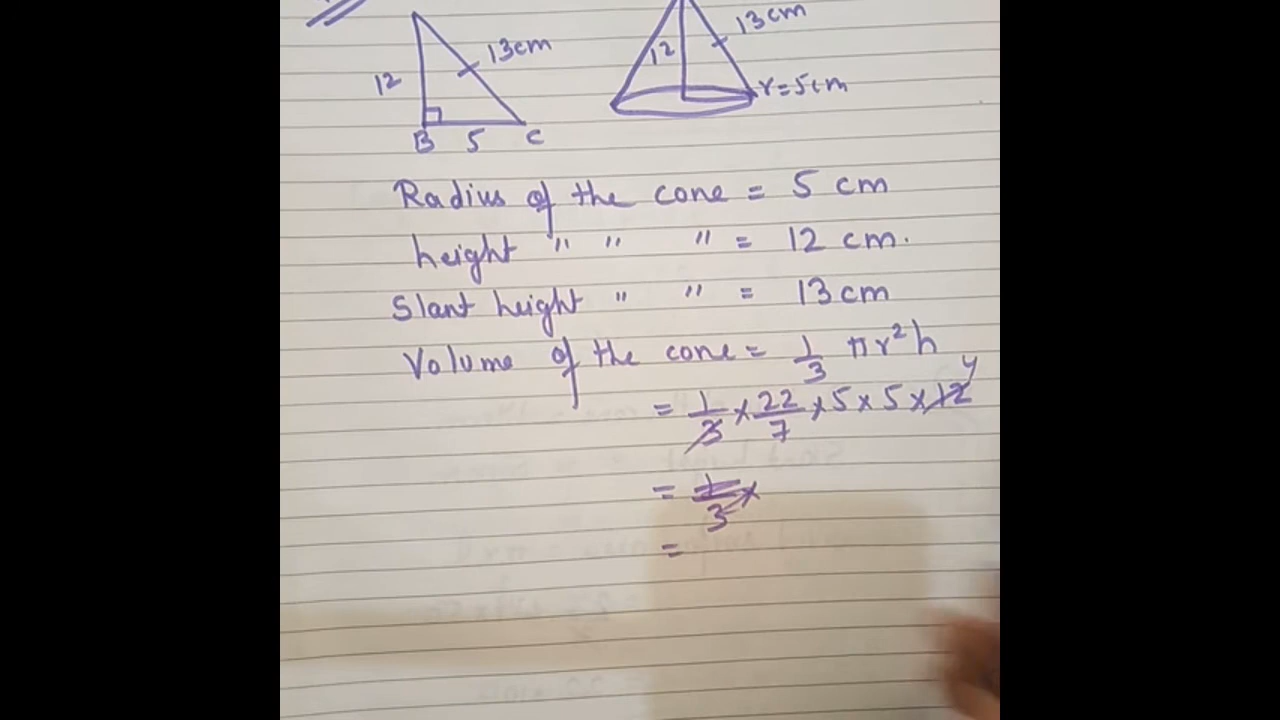 13cm
13cm
12
12
r=5cm
B 5 C
Radius of the cone = 5 cm
height " " " = 12 cm.
Slant height " " = 13 cm
Volume of the cone = 1/3 πr²h
4
= 1/3 × 22/7 × 5 × 5 × 12
= 1/3 ×
=